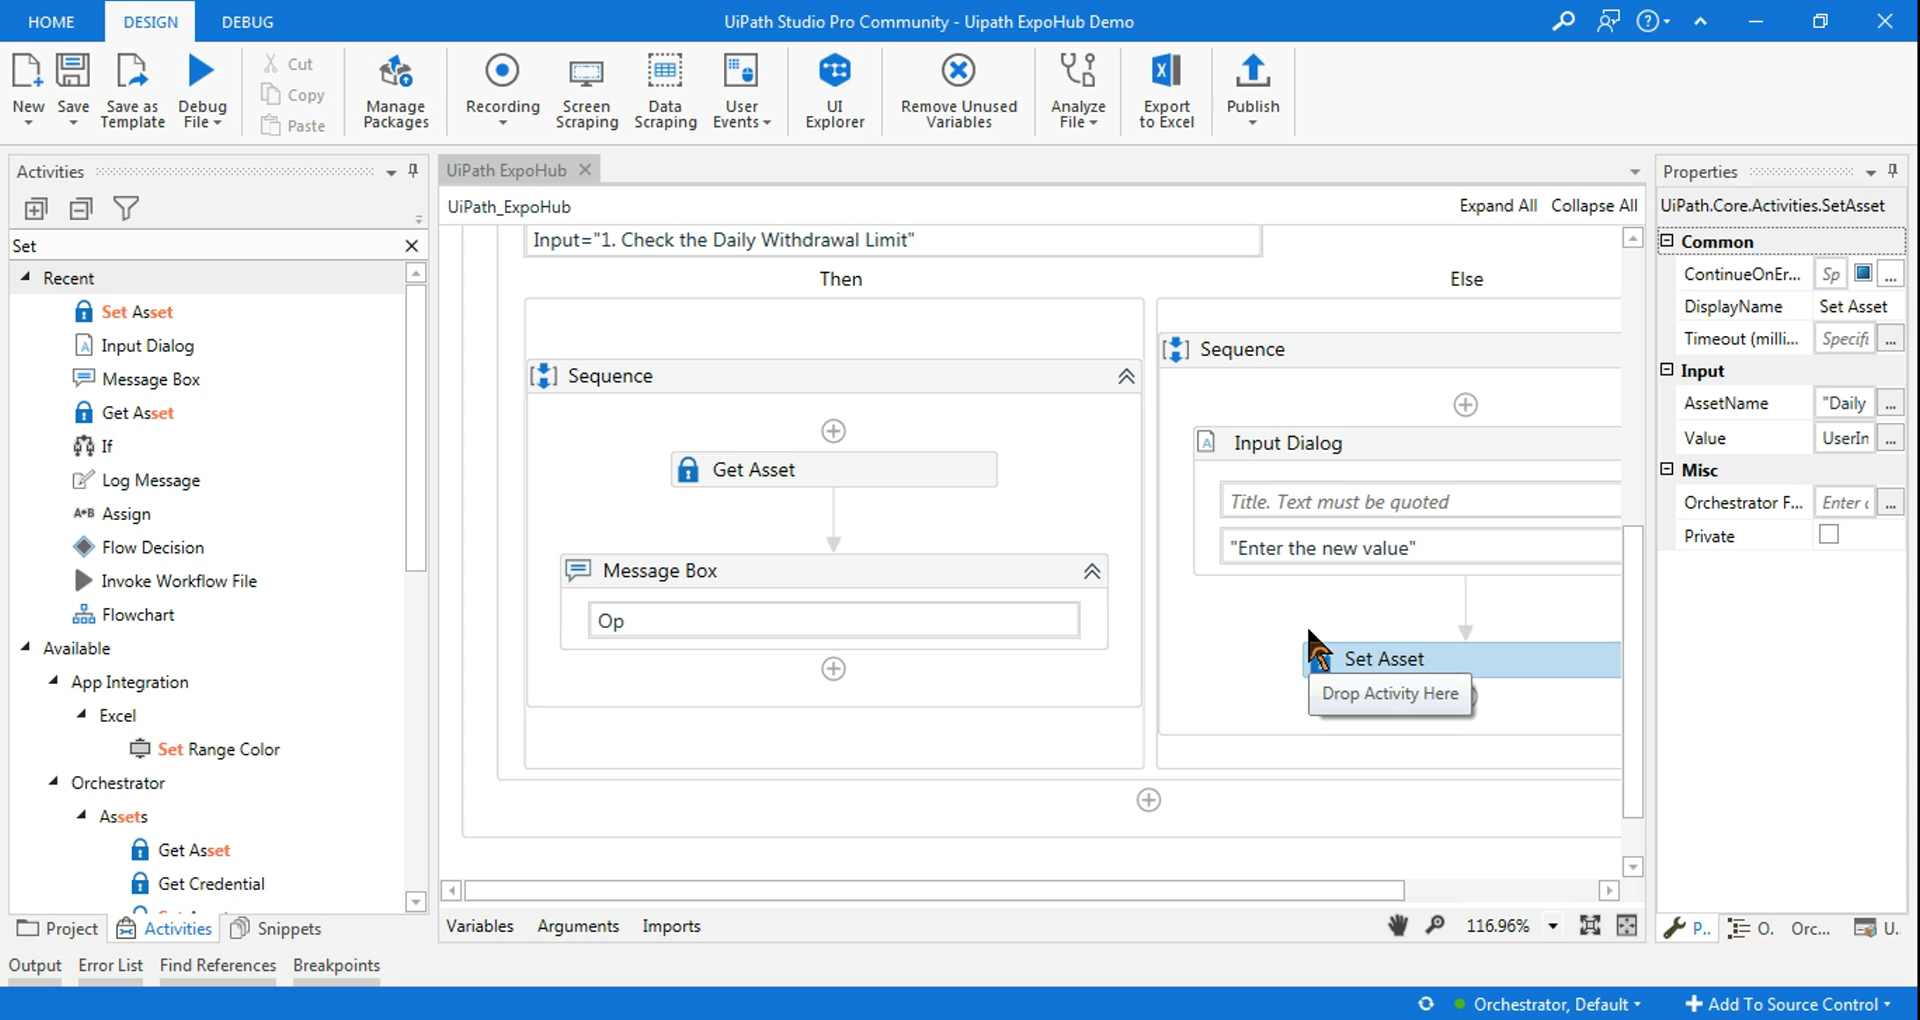 HOME DESIGN DEBUG UiPath Studio Pro Community - Uipath ExpoHub Demo
New Save Save as Template Debug File
Cut
Copy
Paste
Manage Packages
Recording
Screen Scraping
Data Scraping
User Events
UI Explorer
Remove Unused Variables
Analyze File
Export to Excel
Publish
Activities
Set
Recent
Set Asset
Input Dialog
Message Box
Get Asset
If
Log Message
A*B Assign
Flow Decision
Invoke Workflow File
Flowchart
Available
App Integration
Excel
Set Range Color
Orchestrator
Assets
Get Asset
Get Credential
Project Activities Snippets
UiPath ExpoHub
UiPath_ExpoHub Expand All Collapse All
Input="1. Check the Daily Withdrawal Limit"
Then Else
Sequence
Get Asset
Message Box
Op
Sequence
Input Dialog
Title. Text must be quoted
"Enter the new value"
Set Asset
Drop Activity Here
Variables Arguments Imports 116.96%
Properties
UiPath.Core.Activities.SetAsset
Common
ContinueOnEr... Sp ...
DisplayName Set Asset
Timeout (milli... Specifi ...
Input
AssetName "Daily ...
Value UserIn ...
Misc
Orchestrator F... Enter ...
Private
P.. O. Orc... U.
Output Error List Find References Breakpoints
Orchestrator, Default Add To Source Control